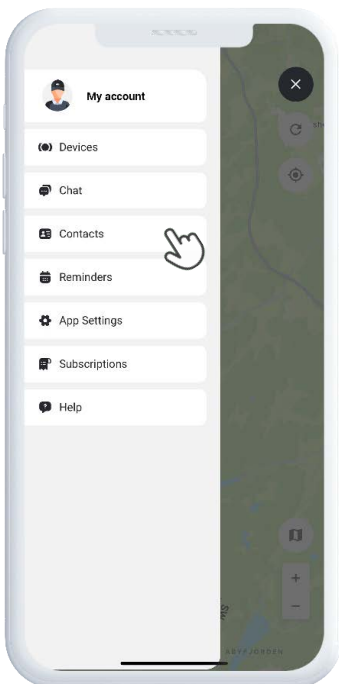 My account
Devices
Chat
Contacts
Reminders
App Settings
Subscriptions
Help
+
−